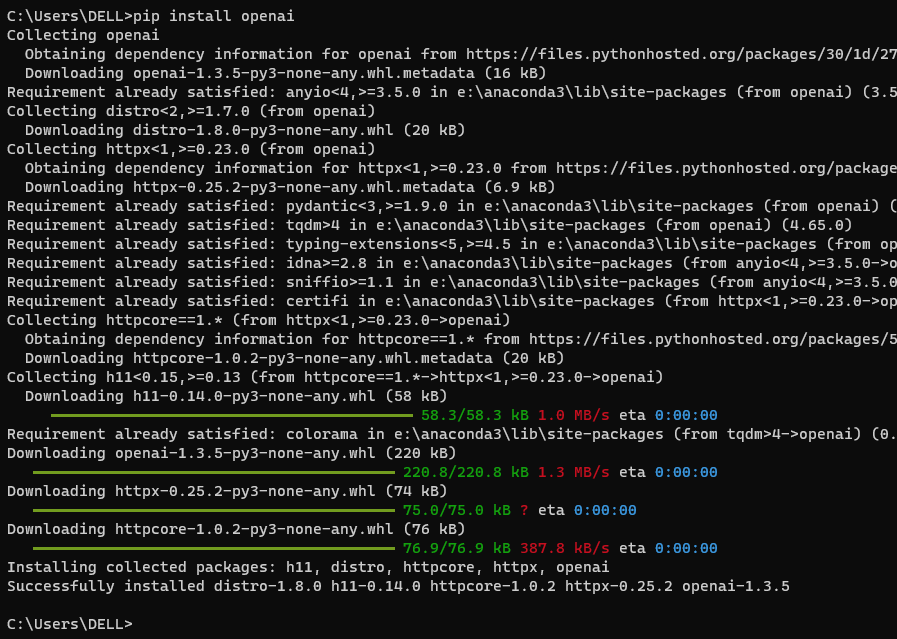 C:\Users\DELL>pip install openai
Collecting openai
  Obtaining dependency information for openai from https://files.pythonhosted.org/packages/30/1d/27
  Downloading openai-1.3.5-py3-none-any.whl.metadata (16 kB)
Requirement already satisfied: anyio<4,>=3.5.0 in e:\anaconda3\lib\site-packages (from openai) (3.5
Collecting distro<2,>=1.7.0 (from openai)
  Downloading distro-1.8.0-py3-none-any.whl (20 kB)
Collecting httpx<1,>=0.23.0 (from openai)
  Obtaining dependency information for httpx<1,>=0.23.0 from https://files.pythonhosted.org/package
  Downloading httpx-0.25.2-py3-none-any.whl.metadata (6.9 kB)
Requirement already satisfied: pydantic<3,>=1.9.0 in e:\anaconda3\lib\site-packages (from openai) (
Requirement already satisfied: tqdm>4 in e:\anaconda3\lib\site-packages (from openai) (4.65.0)
Requirement already satisfied: typing-extensions<5,>=4.5 in e:\anaconda3\lib\site-packages (from op
Requirement already satisfied: idna>=2.8 in e:\anaconda3\lib\site-packages (from anyio<4,>=3.5.0->o
Requirement already satisfied: sniffio>=1.1 in e:\anaconda3\lib\site-packages (from anyio<4,>=3.5.0
Requirement already satisfied: certifi in e:\anaconda3\lib\site-packages (from httpx<1,>=0.23.0->op
Collecting httpcore==1.* (from httpx<1,>=0.23.0->openai)
  Obtaining dependency information for httpcore==1.* from https://files.pythonhosted.org/packages/5
  Downloading httpcore-1.0.2-py3-none-any.whl.metadata (20 kB)
Collecting h11<0.15,>=0.13 (from httpcore==1.*->httpx<1,>=0.23.0->openai)
  Downloading h11-0.14.0-py3-none-any.whl (58 kB)
58.3/58.3 kB 1.0 MB/s eta 0:00:00
Requirement already satisfied: colorama in e:\anaconda3\lib\site-packages (from tqdm>4->openai) (0.
Downloading openai-1.3.5-py3-none-any.whl (220 kB)
220.8/220.8 kB 1.3 MB/s eta 0:00:00
Downloading httpx-0.25.2-py3-none-any.whl (74 kB)
75.0/75.0 kB ? eta 0:00:00
Downloading httpcore-1.0.2-py3-none-any.whl (76 kB)
76.9/76.9 kB 387.8 kB/s eta 0:00:00
Installing collected packages: h11, distro, httpcore, httpx, openai
Successfully installed distro-1.8.0 h11-0.14.0 httpcore-1.0.2 httpx-0.25.2 openai-1.3.5
C:\Users\DELL>